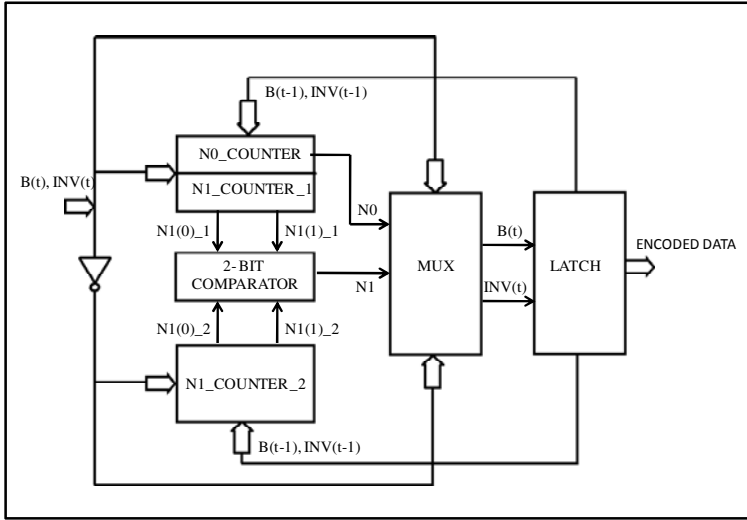 B(t-1), INV(t-1)
N0_COUNTER
N1_COUNTER_1
B(t), INV(t)
N0
N1(0)_1
N1(1)_1
B(t)
ENCODED DATA
2-BIT
COMPARATOR
MUX
LATCH
N1
INV(t)
N1(0)_2
N1(1)_2
N1_COUNTER_2
B(t-1), INV(t-1)